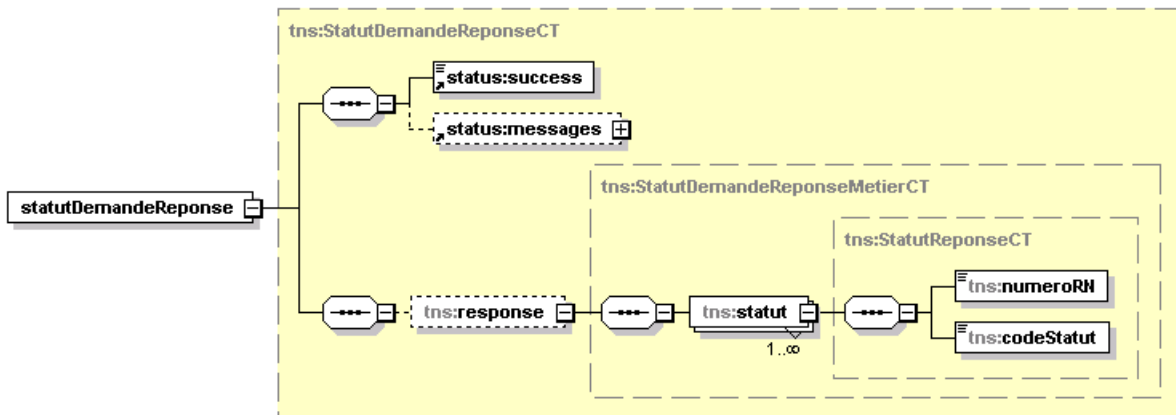 tns:StatutDemandeReponseCT
status:success
status:messages
tns:StatutDemandeReponseMetierCT
statutDemandeReponse
tns:StatutReponseCT
tns:numeroRN
tns:response
tns:statut
tns:codeStatut
1..∞